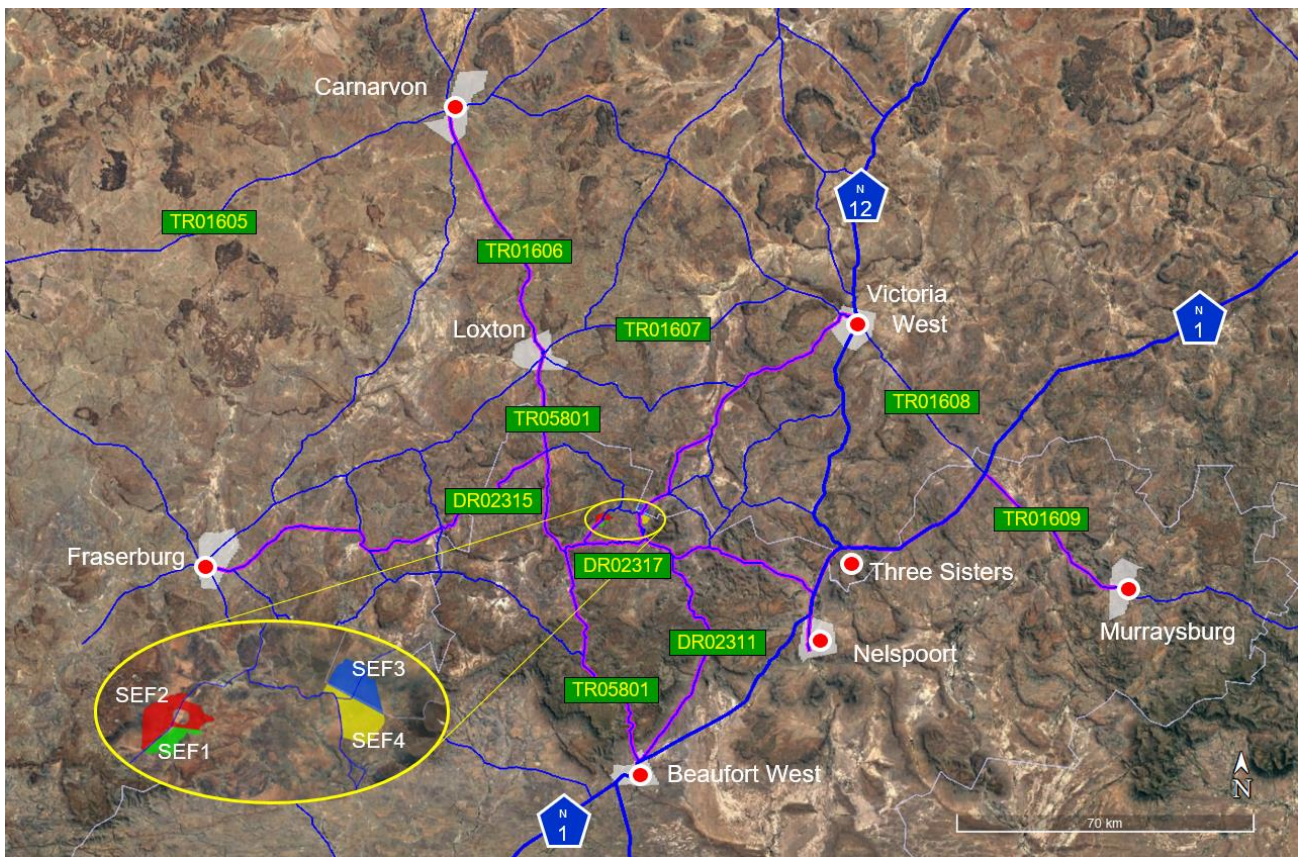 Carnarvon
N
12
TR01605
TR01606
Victoria
West
N
1
Loxton
TR01607
TR01608
TR05801
DR02315
TR01609
Fraserburg
DR02317
Three Sisters
Murraysburg
DR02311
Nelspoort
SEF3
SEF2
TR05801
SEF4
SEF1
Beaufort West
N
N
1
70 km